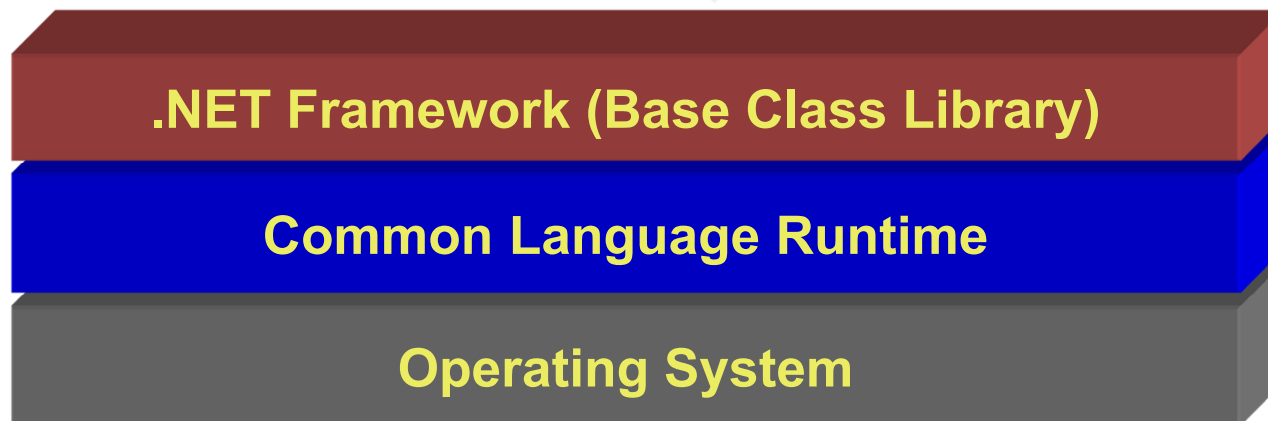 .NET Framework (Base Class Library)
Common Language Runtime
Operating System